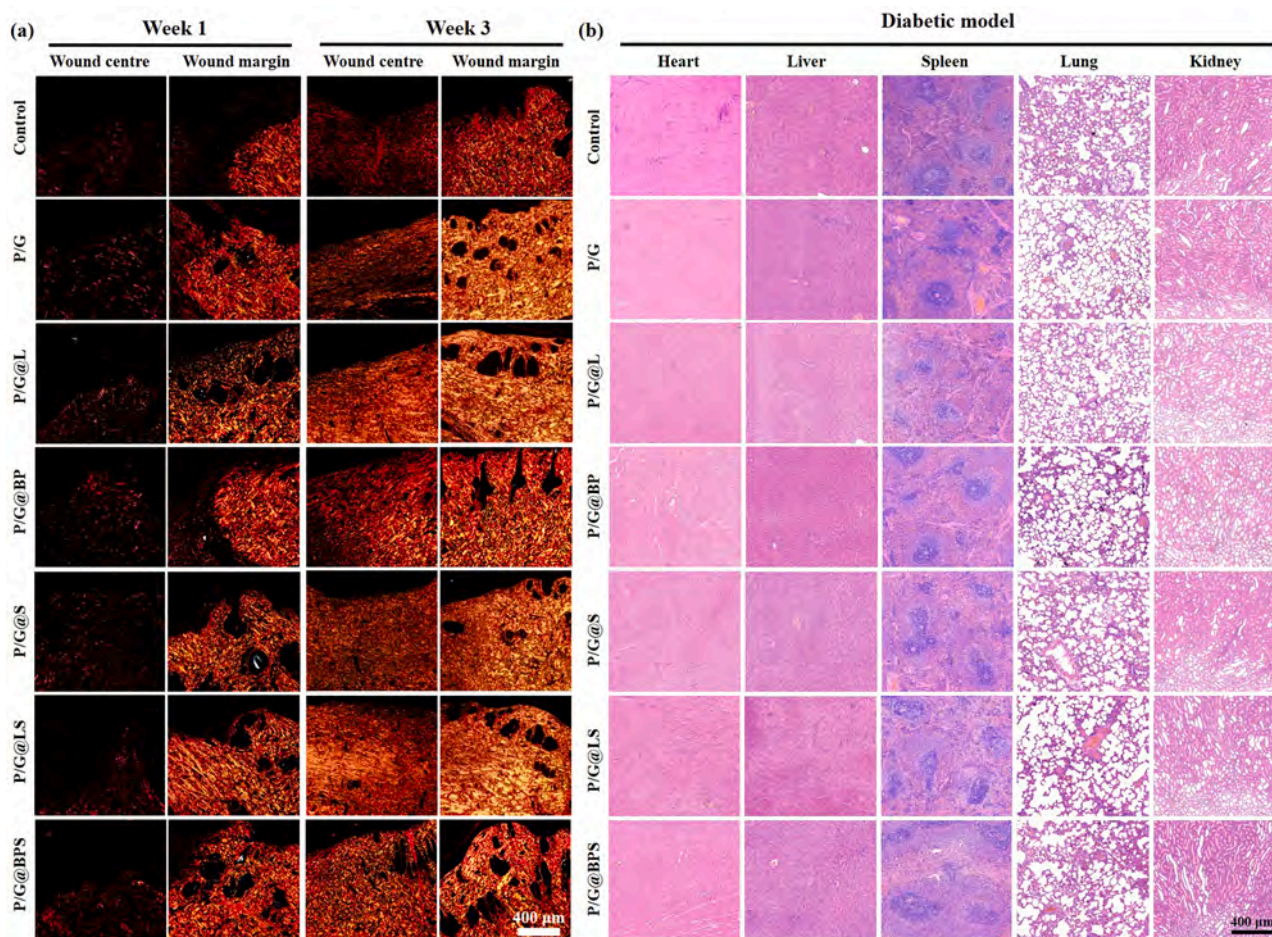 (a)
Week 1
Week 3
Wound centre
Wound margin
Wound centre
Wound margin
Control
P/G
P/G@L
P/G@BP
P/G@S
P/G@LS
P/G@BPS
400 μm
(b)
Diabetic model
Heart
Liver
Spleen
Lung
Kidney
Control
P/G
P/G@L
P/G@BP
P/G@S
P/G@LS
P/G@BPS
400 μm